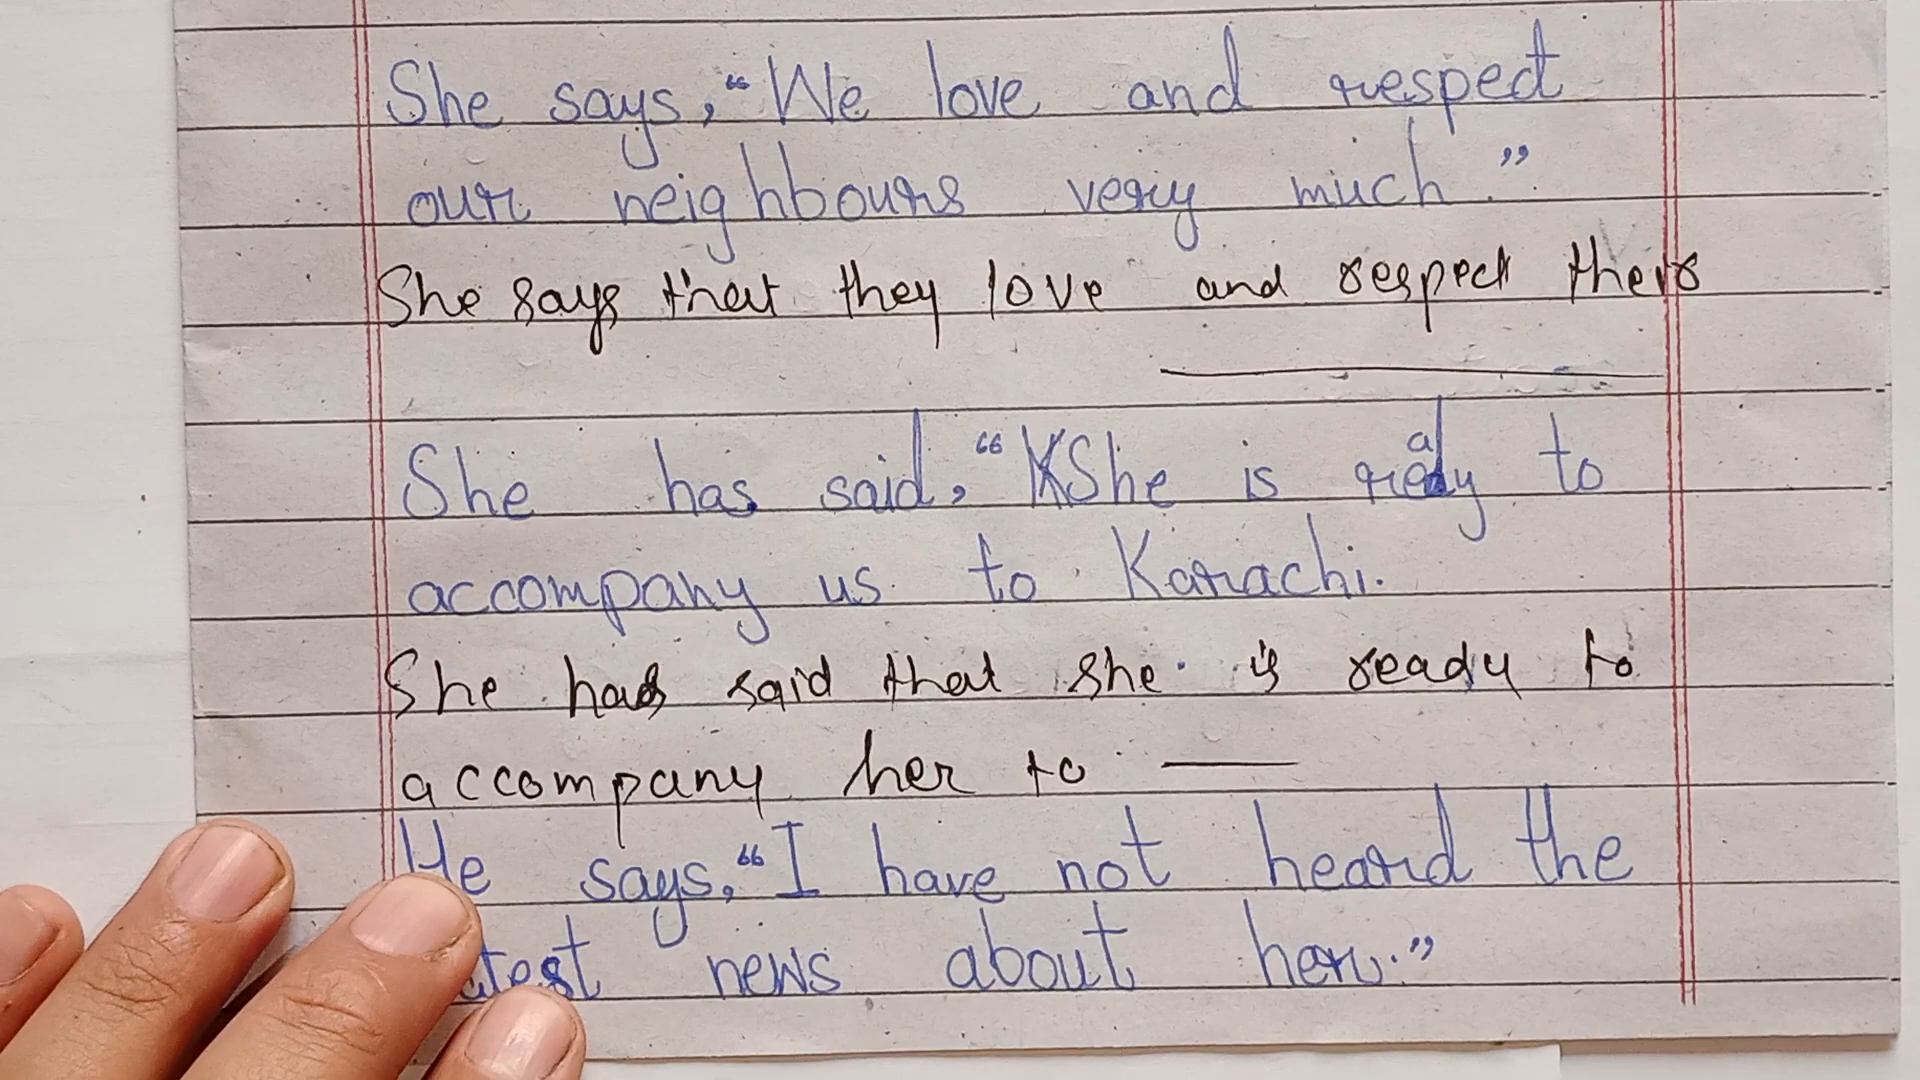 She says, “We love and respect
our neighbours very much.”
She says that they love and respect their
She has said, “She is ready to
accompany us to Karachi.
She has said that she is ready to
accompany her to ——
He says, “I have not heard the
latest news about her.”